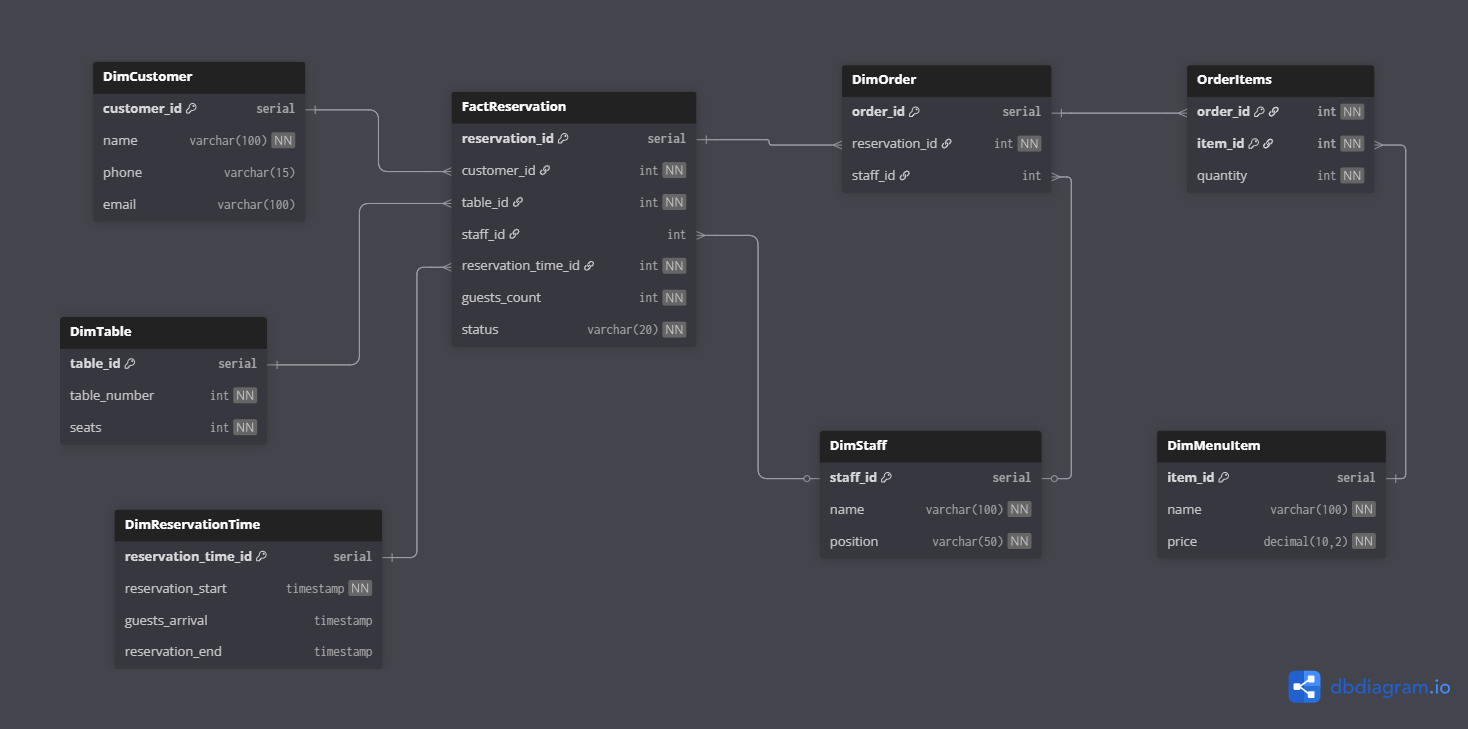 DimCustomer
customer_id serial
name varchar(100) NN
phone varchar(15)
email varchar(100)
FactReservation
reservation_id serial
customer_id int NN
table_id int NN
staff_id int
reservation_time_id int NN
guests_count int NN
status varchar(20) NN
DimOrder
order_id serial
reservation_id int NN
staff_id int
OrderItems
order_id int NN
item_id int NN
quantity int NN
DimTable
table_id serial
table_number int NN
seats int NN
DimStaff
staff_id serial
name varchar(100) NN
position varchar(50) NN
DimMenuItem
item_id serial
name varchar(100) NN
price decimal(10,2) NN
DimReservationTime
reservation_time_id serial
reservation_start timestamp NN
guests_arrival timestamp
reservation_end timestamp
dbdiagram.io